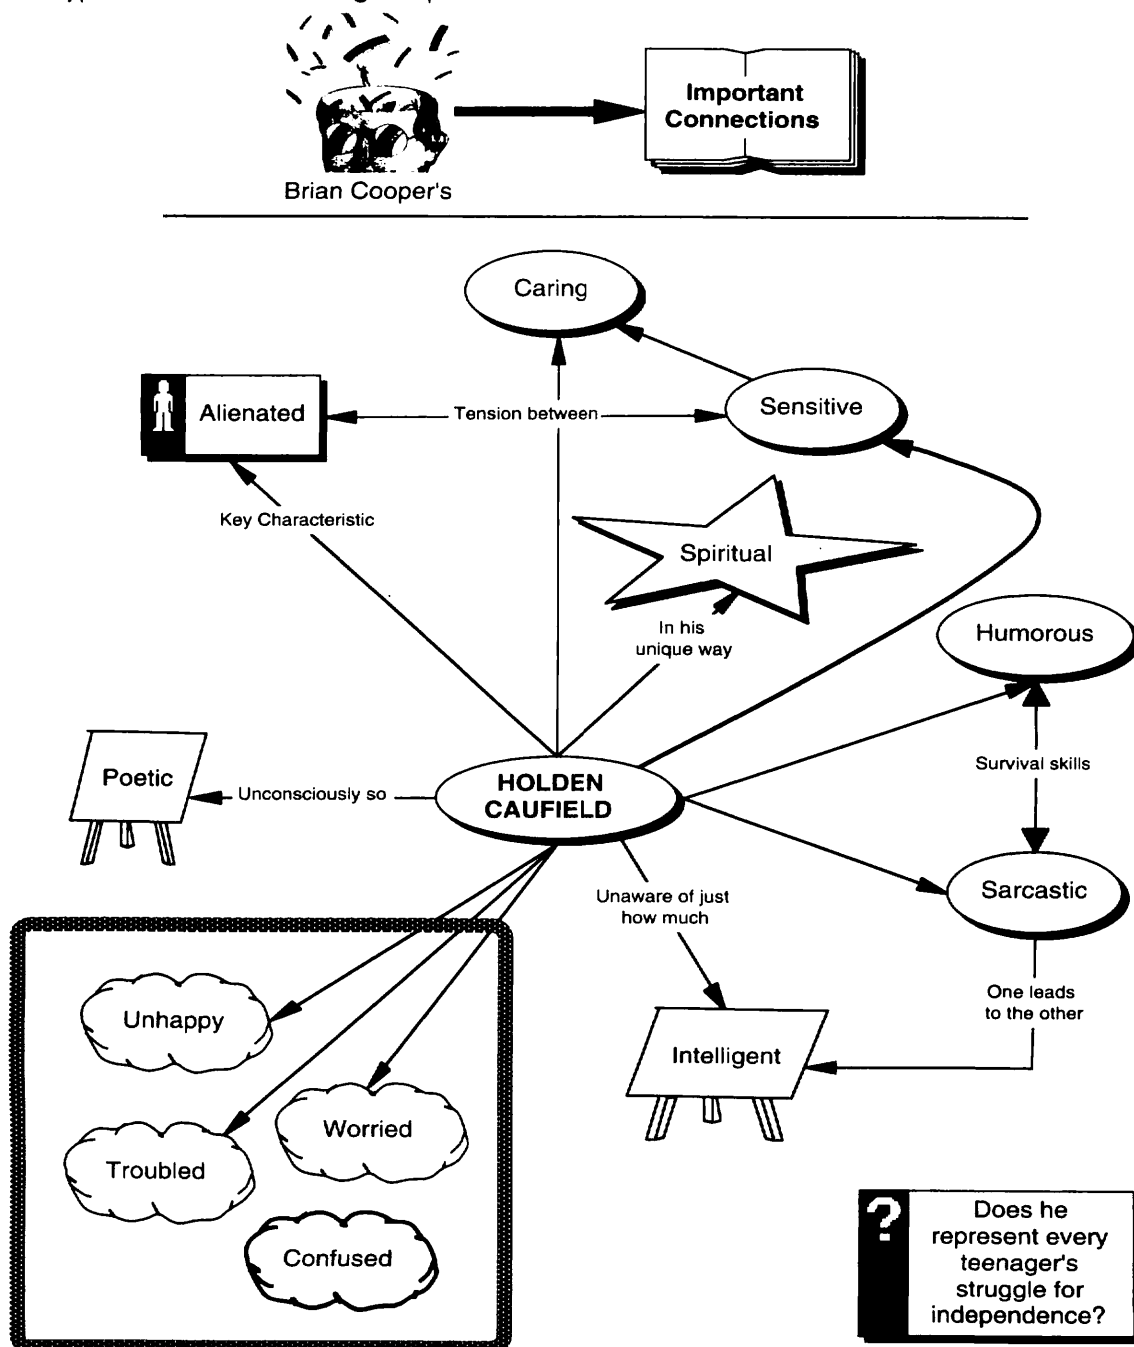 Important
Connections
Brian Cooper's
Caring
Alienated
Tension between
Sensitive
Key Characteristic
Spiritual
In his
unique way
Humorous
Poetic
Unconsciously so
HOLDEN
CAUFIELD
Survival skills
Unaware of just
how much
Sarcastic
One leads
to the other
Unhappy
Intelligent
Worried
Troubled
Confused
?
Does he
represent every
teenager's
struggle for
independence?